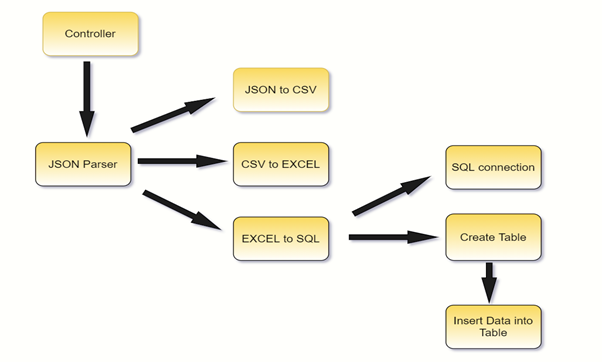 Controller
JSON to CSV
JSON Parser
CSV to EXCEL
SQL connection
EXCEL to SQL
Create Table
Insert Data into
Table